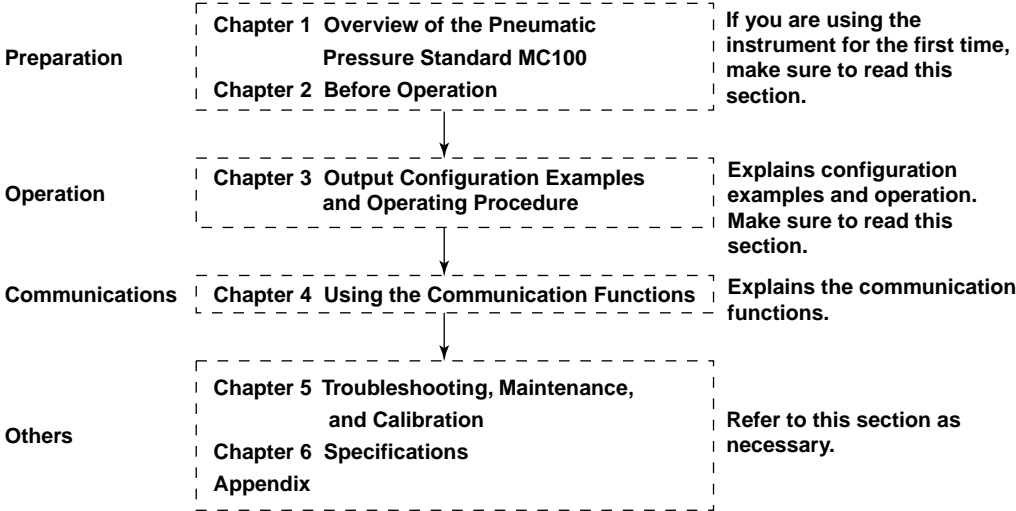 Preparation
Chapter 1 Overview of the Pneumatic
Pressure Standard MC100
Chapter 2 Before Operation
If you are using the
instrument for the first time,
make sure to read this
section.
Operation
Chapter 3 Output Configuration Examples
and Operating Procedure
Explains configuration
examples and operation.
Make sure to read this
section.
Communications
Chapter 4 Using the Communication Functions
Explains the communication
functions.
Others
Chapter 5 Troubleshooting, Maintenance,
and Calibration
Chapter 6 Specifications
Appendix
Refer to this section as
necessary.